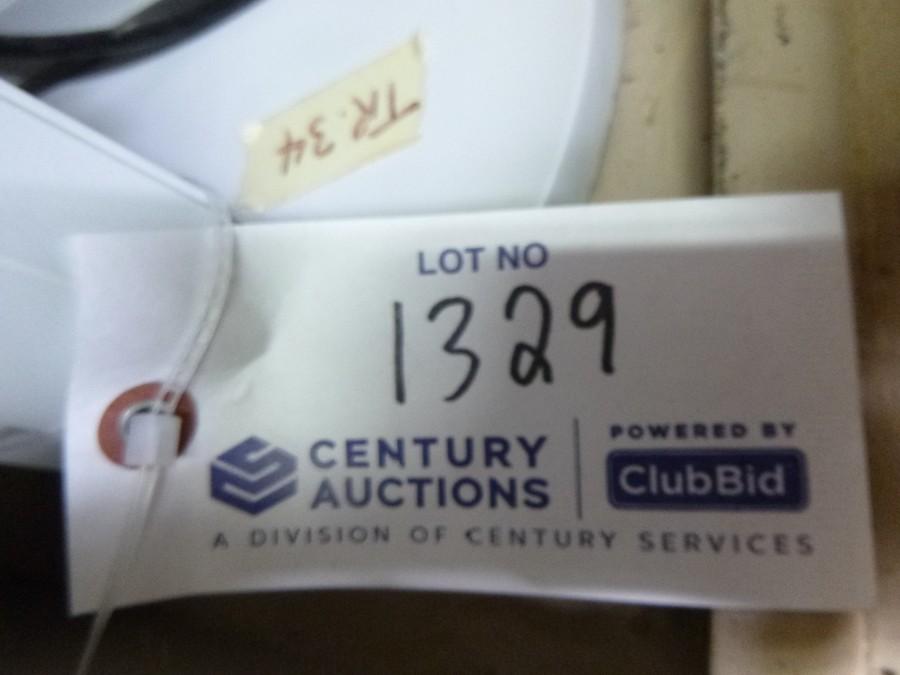 TR.34
LOT NO
1329
CENTURY
AUCTIONS
POWERED BY
ClubBid
A DIVISION OF CENTURY SERVICES